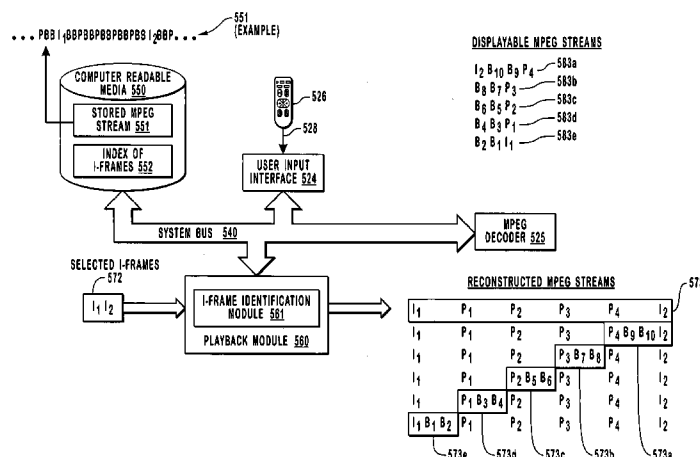 ... PBB I₁BBPBBPBBPBBPBS I₂BBP...
551
(EXAMPLE)
COMPUTER READABLE
MEDIA 550
STORED MPEG
STREAM 551
INDEX OF
I-FRAMES 552
526
528
USER INPUT
INTERFACE 524
DISPLAYABLE MPEG STREAMS
I₂ B₁₀ B₉ P₄ 583a
B₈ B₇ P₃ 583b
B₆ B₅ P₂ 583c
B₄ B₃ P₁ 583d
B₂ B₁ I₁ 583e
SYSTEM BUS 540
MPEG
DECODER 525
SELECTED I-FRAMES
572
I₁ I₂
I-FRAME IDENTIFICATION
MODULE 561
PLAYBACK MODULE 560
RECONSTRUCTED MPEG STREAMS
I₁ P₁ P₂ P₃ P₄ I₂
I₁ P₁ P₂ P₃ P₄ B₉ B₁₀ I₂
I₁ P₁ P₂ P₃ B₇ B₈ P₄ I₂
I₁ P₁ P₂ B₅ B₆ P₃ P₄ I₂
I₁ P₁ B₃ B₄ P₂ P₃ P₄ I₂
I₁ B₁ B₂ P₁ P₂ P₃ P₄ I₂
573e 573d 573c 573b 573a